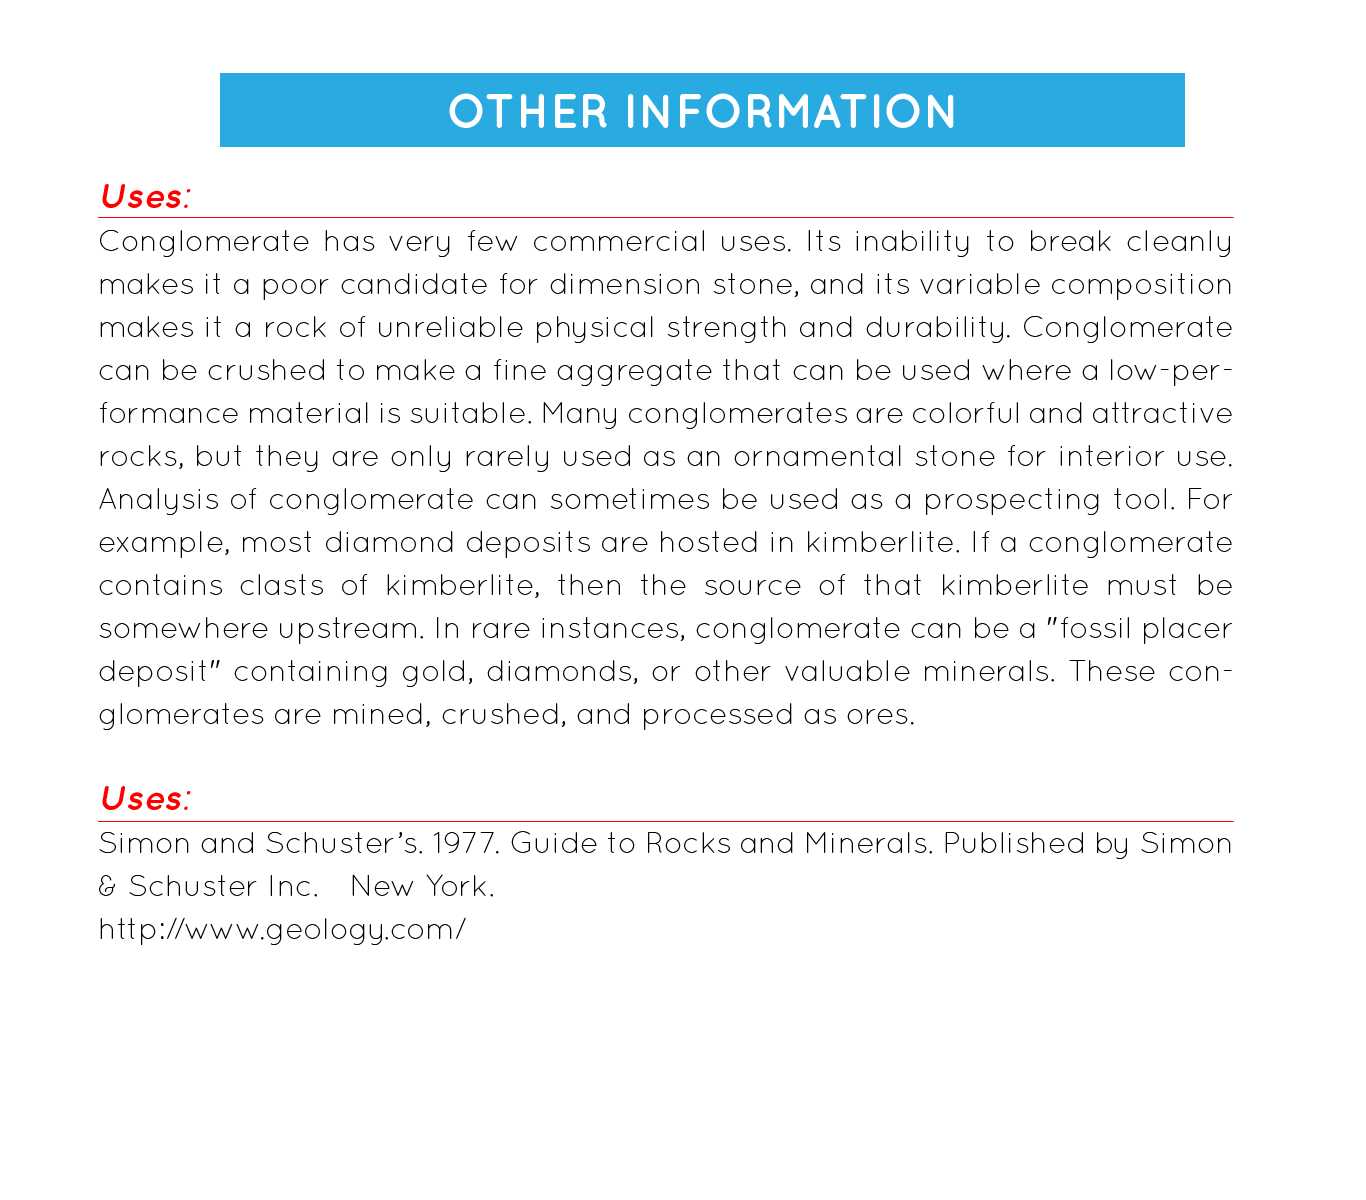 OTHER INFORMATION
Uses:
Conglomerate has very few commercial uses. Its inability to break cleanly
makes it a poor candidate for dimension stone, and its variable composition
makes it a rock of unreliable physical strength and durability. Conglomerate
can be crushed to make a fine aggregate that can be used where a low-per-
formance material is suitable. Many conglomerates are colorful and attractive
rocks, but they are only rarely used as an ornamental stone for interior use.
Analysis of conglomerate can sometimes be used as a prospecting tool. For
example, most diamond deposits are hosted in kimberlite. If a conglomerate
contains clasts of kimberlite, then the source of that kimberlite must be
somewhere upstream. In rare instances, conglomerate can be a "fossil placer
deposit" containing gold, diamonds, or other valuable minerals. These con-
glomerates are mined, crushed, and processed as ores.
Uses:
Simon and Schuster’s. 1977. Guide to Rocks and Minerals. Published by Simon
& Schuster Inc.   New York.
http://www.geology.com/